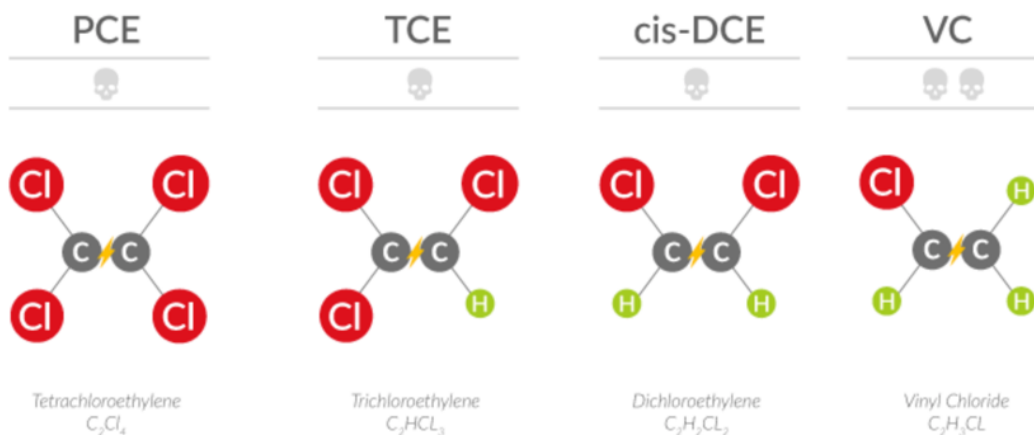 PCE
TCE
cis-DCE
VC
Cl Cl
C C
Cl Cl
Cl Cl
C C
Cl H
Cl Cl
C C
H H
Cl H
C C
H H
Tetrachloroethylene
C₂Cl₄
Trichloroethylene
C₂HCL₃
Dichloroethylene
C₂H₂CL₂
Vinyl Chloride
C₂H₃CL